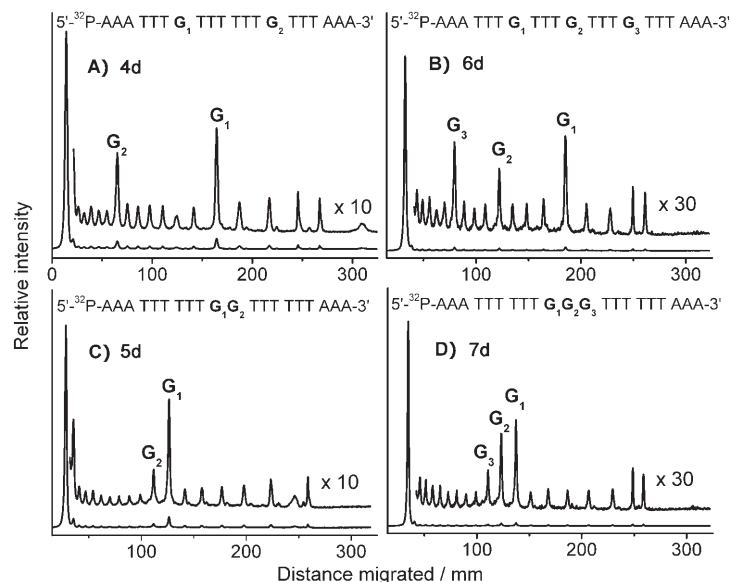 5'-³²P-AAA TTT G₁ TTT TTT G₂ TTT AAA-3'
A) 4d
G₂
G₁
x 10
0 100 200 300
5'-³²P-AAA TTT G₁ TTT G₂ TTT G₃ TTT AAA-3'
B) 6d
G₃
G₂
G₁
x 30
100 200 300
Relative intensity
5'-³²P-AAA TTT TTT G₁G₂ TTT TTT AAA-3'
C) 5d
G₂
G₁
x 10
100 200 300
5'-³²P-AAA TTT TTT G₁G₂G₃ TTT TTT AAA-3'
D) 7d
G₃
G₂
G₁
x 30
100 200 300
Distance migrated / mm